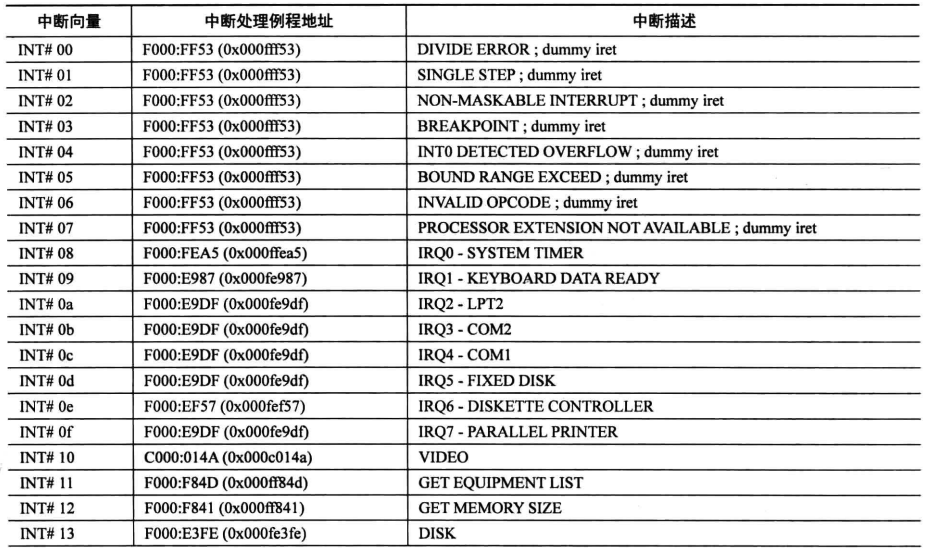 中断向量 中断处理例程地址 中断描述
INT# 00 F000:FF53 (0x000fff53) DIVIDE ERROR ; dummy iret
INT# 01 F000:FF53 (0x000fff53) SINGLE STEP ; dummy iret
INT# 02 F000:FF53 (0x000fff53) NON-MASKABLE INTERRUPT ; dummy iret
INT# 03 F000:FF53 (0x000fff53) BREAKPOINT ; dummy iret
INT# 04 F000:FF53 (0x000fff53) INT0 DETECTED OVERFLOW ; dummy iret
INT# 05 F000:FF53 (0x000fff53) BOUND RANGE EXCEED ; dummy iret
INT# 06 F000:FF53 (0x000fff53) INVALID OPCODE ; dummy iret
INT# 07 F000:FF53 (0x000fff53) PROCESSOR EXTENSION NOT AVAILABLE ; dummy iret
INT# 08 F000:FEA5 (0x000ffea5) IRQ0 - SYSTEM TIMER
INT# 09 F000:E987 (0x000fe987) IRQ1 - KEYBOARD DATA READY
INT# 0a F000:E9DF (0x000fe9df) IRQ2 - LPT2
INT# 0b F000:E9DF (0x000fe9df) IRQ3 - COM2
INT# 0c F000:E9DF (0x000fe9df) IRQ4 - COM1
INT# 0d F000:E9DF (0x000fe9df) IRQ5 - FIXED DISK
INT# 0e F000:EF57 (0x000fef57) IRQ6 - DISKETTE CONTROLLER
INT# 0f F000:E9DF (0x000fe9df) IRQ7 - PARALLEL PRINTER
INT# 10 C000:014A (0x000c014a) VIDEO
INT# 11 F000:F84D (0x000ff84d) GET EQUIPMENT LIST
INT# 12 F000:F841 (0x000ff841) GET MEMORY SIZE
INT# 13 F000:E3FE (0x000fe3fe) DISK